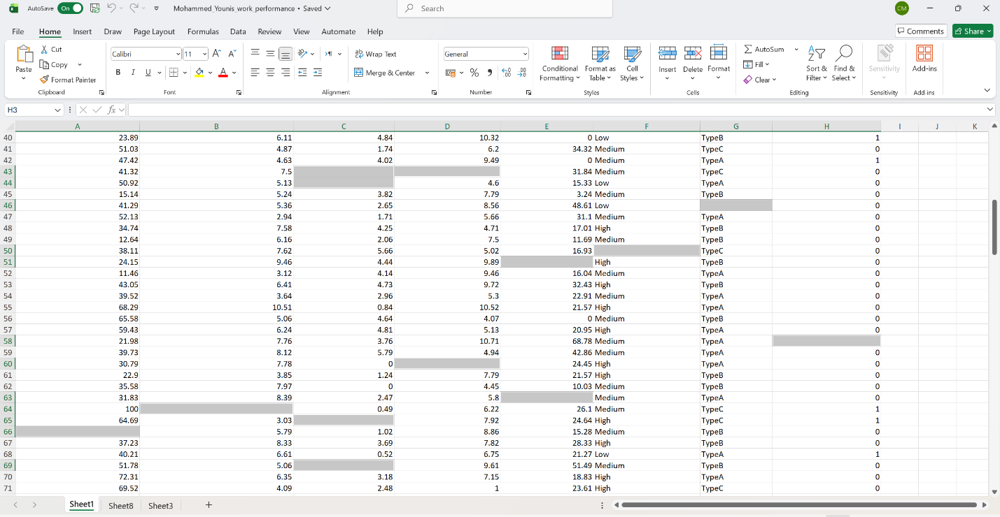 AutoSave On Mohammed_Younis_work_performance • Saved Search CM
File Home Insert Draw Page Layout Formulas Data Review View Automate Help Comments Share
Paste Cut Copy Format Painter Clipboard
Calibri 11 A A B I U A Font
Wrap Text Merge & Center Alignment
General % Number
Conditional Formatting Format as Table Cell Styles Styles
Insert Delete Format Cells
AutoSum Fill Clear Sort & Filter Find & Select Editing
Sensitivity Sensitivity
Add-ins Add-ins
H3 fx
A B C D E F G H I J K
40 23.89 6.11 4.84 10.32 0 Low TypeB 1
41 51.03 4.87 1.74 6.2 34.32 Medium TypeC 0
42 47.42 4.63 4.02 9.49 0 Medium TypeA 1
43 41.32 7.5 31.84 Medium TypeC 0
44 50.92 5.13 4.6 15.33 Low TypeA 0
45 15.14 5.24 3.82 7.79 3.24 Medium TypeB 0
46 41.29 5.36 2.65 8.56 48.61 Low 0
47 52.13 2.94 1.71 5.66 31.1 Medium TypeA 0
48 34.74 7.58 4.25 4.71 17.01 High TypeB 0
49 12.64 6.16 2.06 7.5 11.69 Medium TypeB 0
50 38.11 7.62 5.66 5.02 16.93 TypeC 0
51 24.15 9.46 4.44 9.89 High TypeB 0
52 11.46 3.12 4.14 9.46 16.04 Medium TypeA 0
53 43.05 6.41 4.73 9.72 32.43 High TypeB 0
54 39.52 3.64 2.96 5.3 22.91 Medium TypeA 0
55 68.29 10.51 0.84 10.52 21.57 High TypeA 0
56 65.58 5.06 4.64 4.07 0 Medium TypeB 0
57 59.43 6.24 4.81 5.13 20.95 High TypeA 0
58 21.98 7.76 3.76 10.71 68.78 Medium TypeA
59 39.73 8.12 5.79 4.94 42.86 Medium TypeA 0
60 30.79 7.78 0 24.45 High TypeA 0
61 22.9 3.85 1.24 7.79 21.57 High TypeB 0
62 35.58 7.97 0 4.45 10.03 Medium TypeB 0
63 31.83 8.39 2.47 5.8 Medium TypeA 0
64 100 0.49 6.22 26.1 Medium TypeC 1
65 64.69 3.03 7.92 24.64 High TypeC 1
66 5.79 1.02 8.86 15.28 Medium TypeB 0
67 37.23 8.33 3.69 7.82 28.33 High TypeB 0
68 40.21 6.61 0.52 6.75 21.27 Low TypeA 1
69 51.78 5.06 9.61 51.49 Medium TypeB 0
70 72.31 6.35 3.18 7.15 18.83 High TypeA 0
71 69.52 4.09 2.48 1 23.61 High TypeC 0
Sheet1 Sheet8 Sheet3